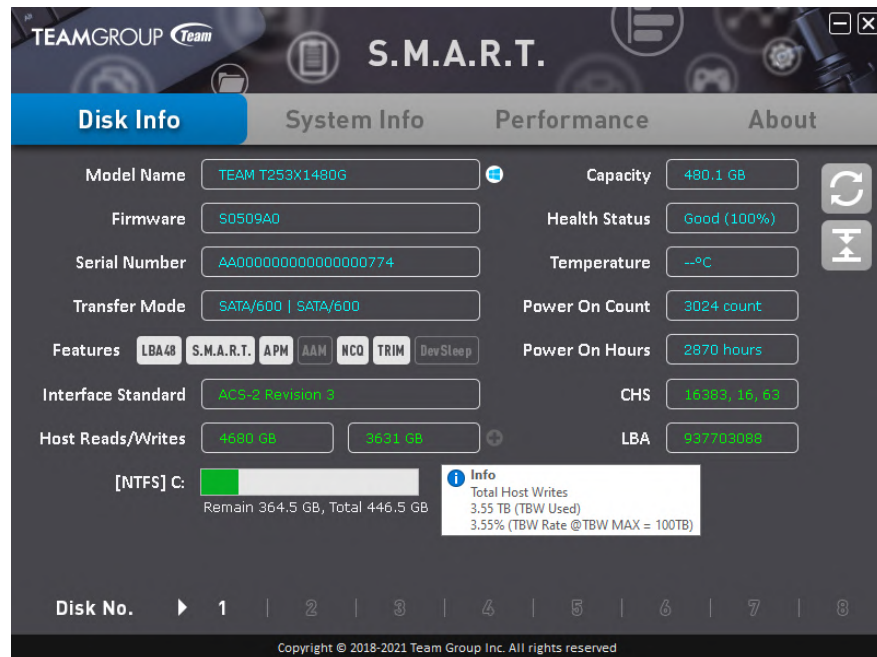 TEAMGROUP Team
S.M.A.R.T.
Disk Info System Info Performance About
Model Name TEAM T253X1480G Capacity 480.1 GB
Firmware S0509A0 Health Status Good (100%)
Serial Number AA000000000000000774 Temperature --°C
Transfer Mode SATA/600 | SATA/600 Power On Count 3024 count
Features LBA48 S.M.A.R.T. APM AAM NCQ TRIM DevSleep Power On Hours 2870 hours
Interface Standard ACS-2 Revision 3 CHS 16383, 16, 63
Host Reads/Writes 4680 GB 3631 GB LBA 937703088
[NTFS] C:
Remain 364.5 GB, Total 446.5 GB
Info
Total Host Writes
3.55 TB (TBW Used)
3.55% (TBW Rate @TBW MAX = 100TB)
Disk No. 1 | 2 | 3 | 4 | 5 | 6 | 7 | 8
Copyright © 2018-2021 Team Group Inc. All rights reserved